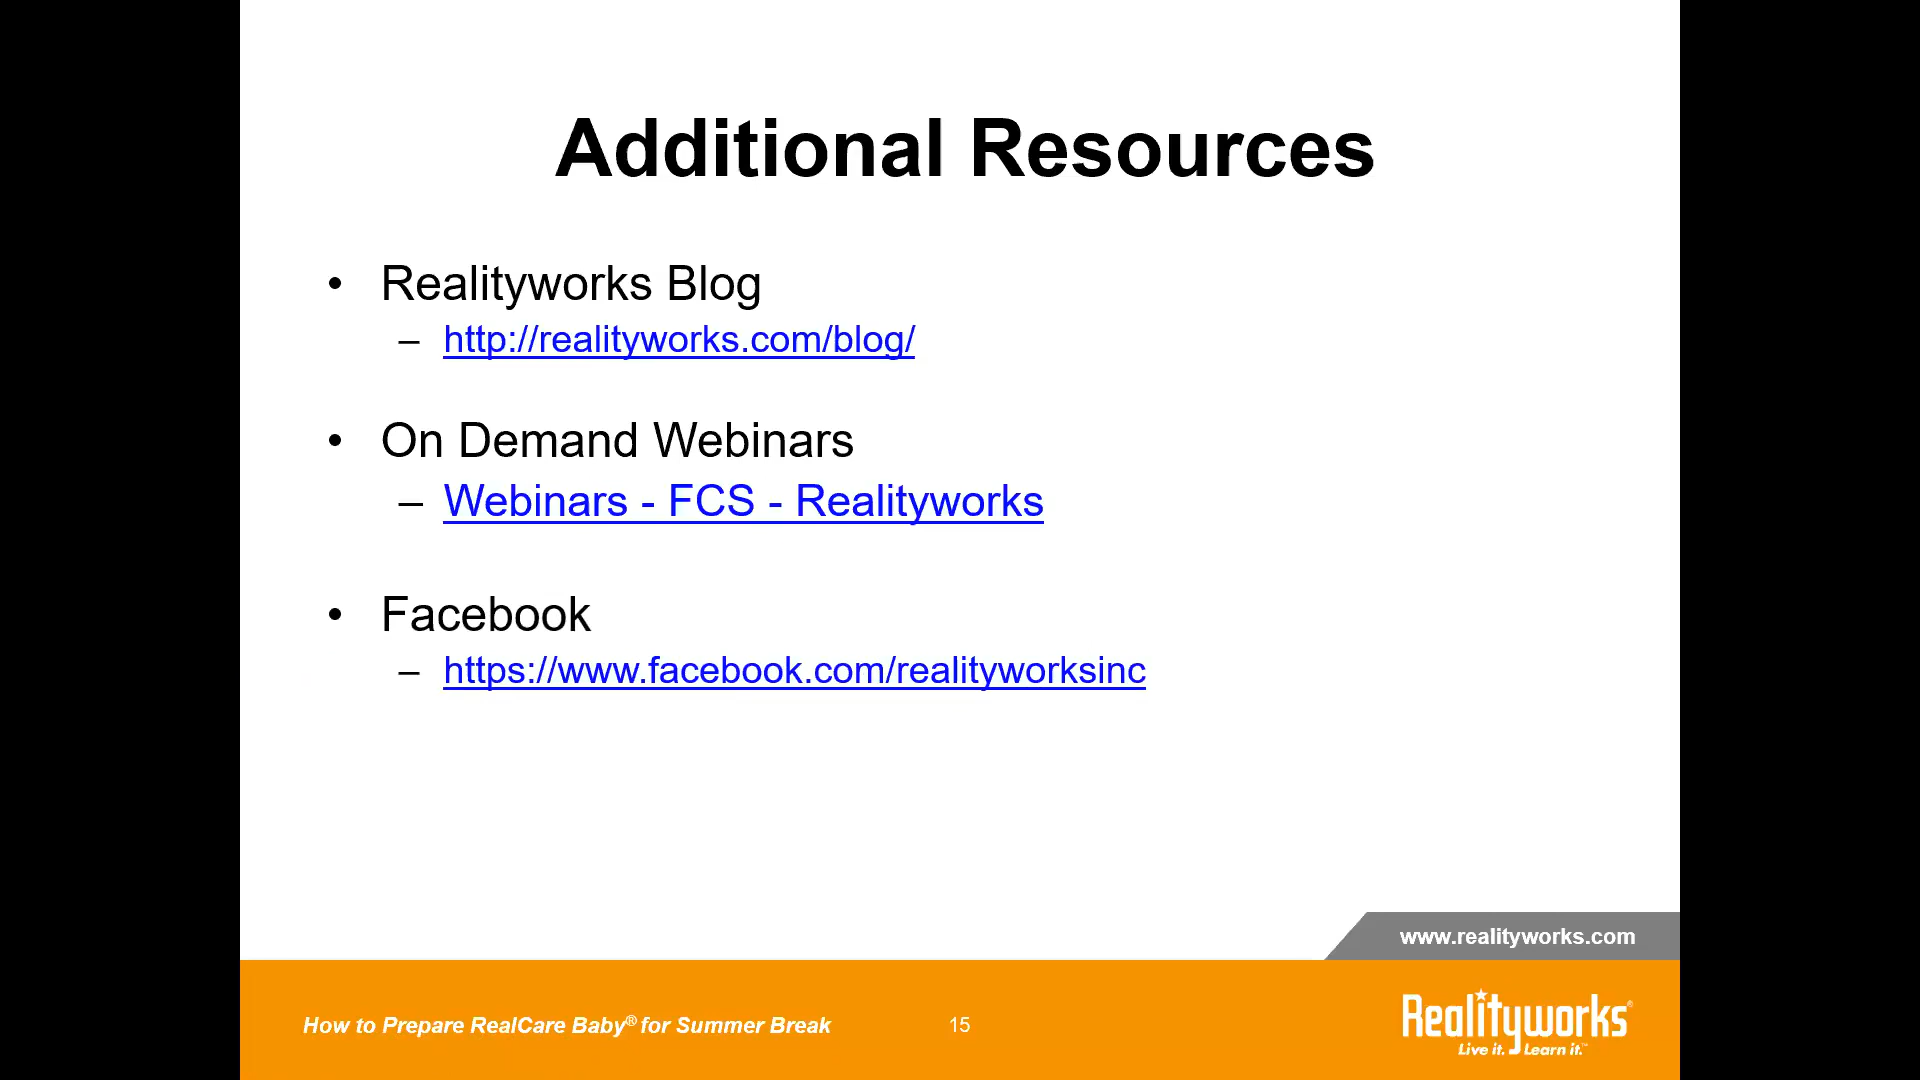 Additional Resources
• Realityworks Blog
– http://realityworks.com/blog/
• On Demand Webinars
– Webinars - FCS - Realityworks
• Facebook
– https://www.facebook.com/realityworksinc
www.realityworks.com
How to Prepare RealCare Baby® for Summer Break
15
Realityworks®
Live it. Learn it.™